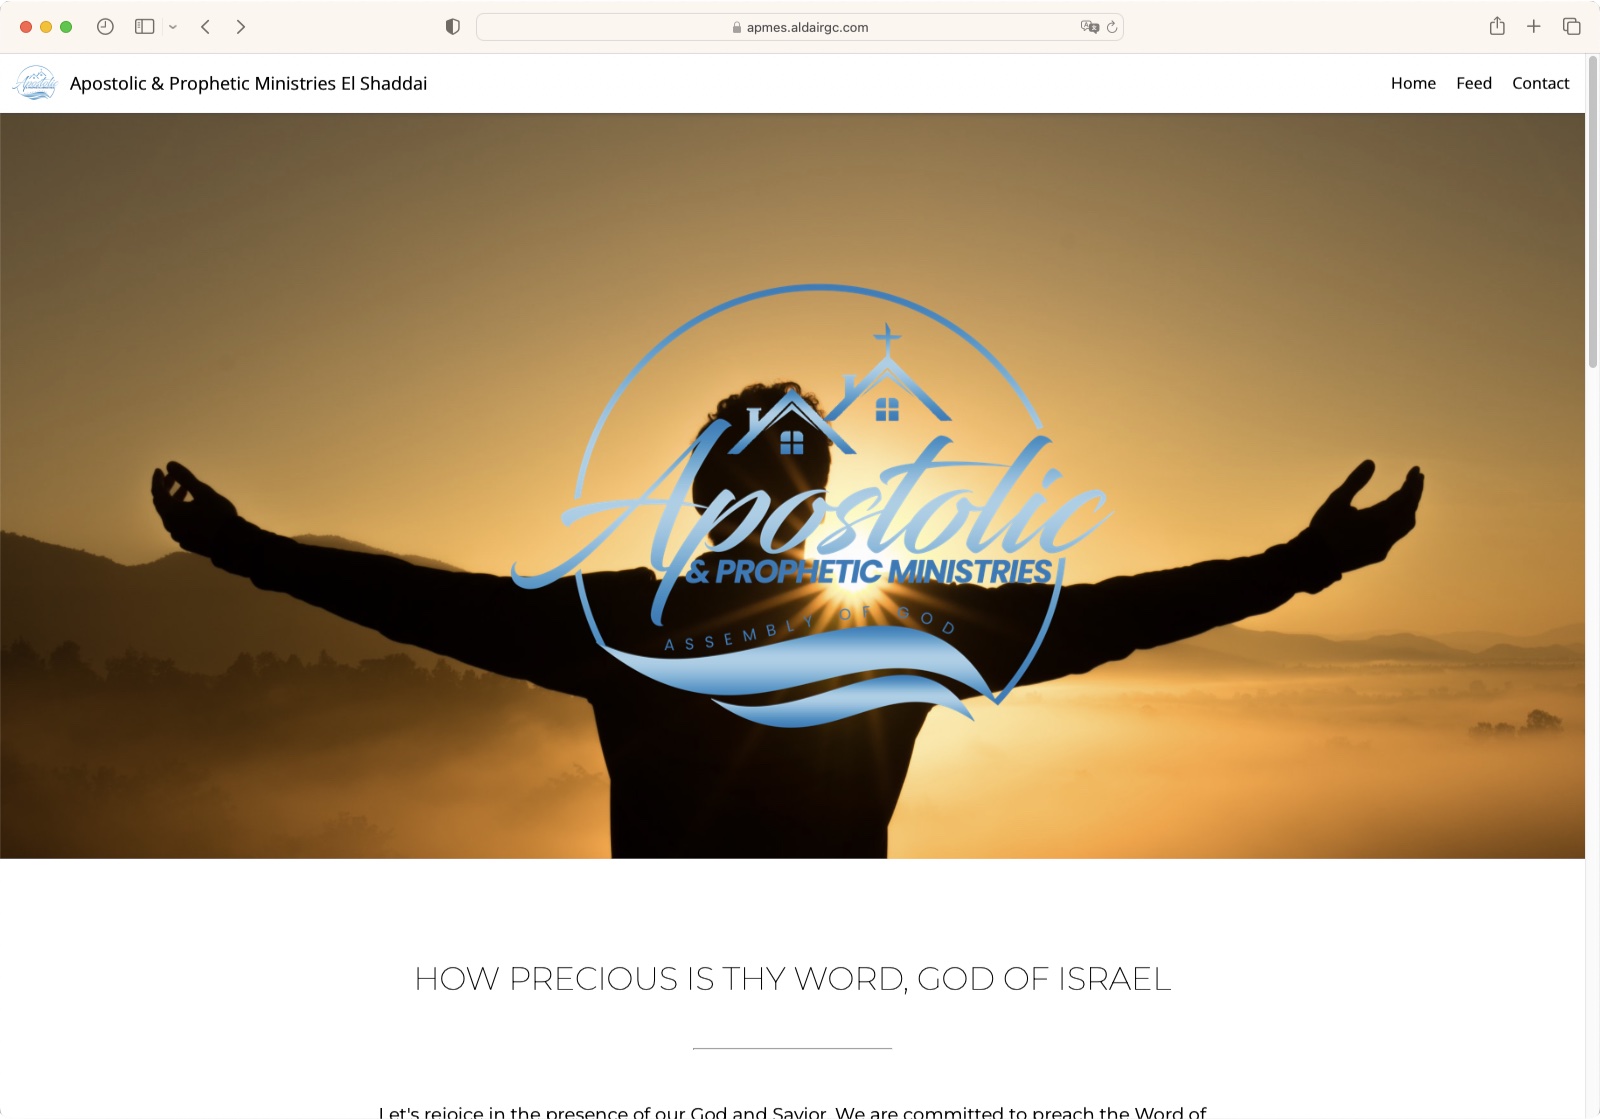 apmes.aldairgc.com
Apostolic & Prophetic Ministries El Shaddai
Home Feed Contact
Apostolic
& PROPHETIC MINISTRIES
ASSEMBLY OF GOD
HOW PRECIOUS IS THY WORD, GOD OF ISRAEL
Let's rejoice in the presence of our God and Savior. We are committed to preach the Word of